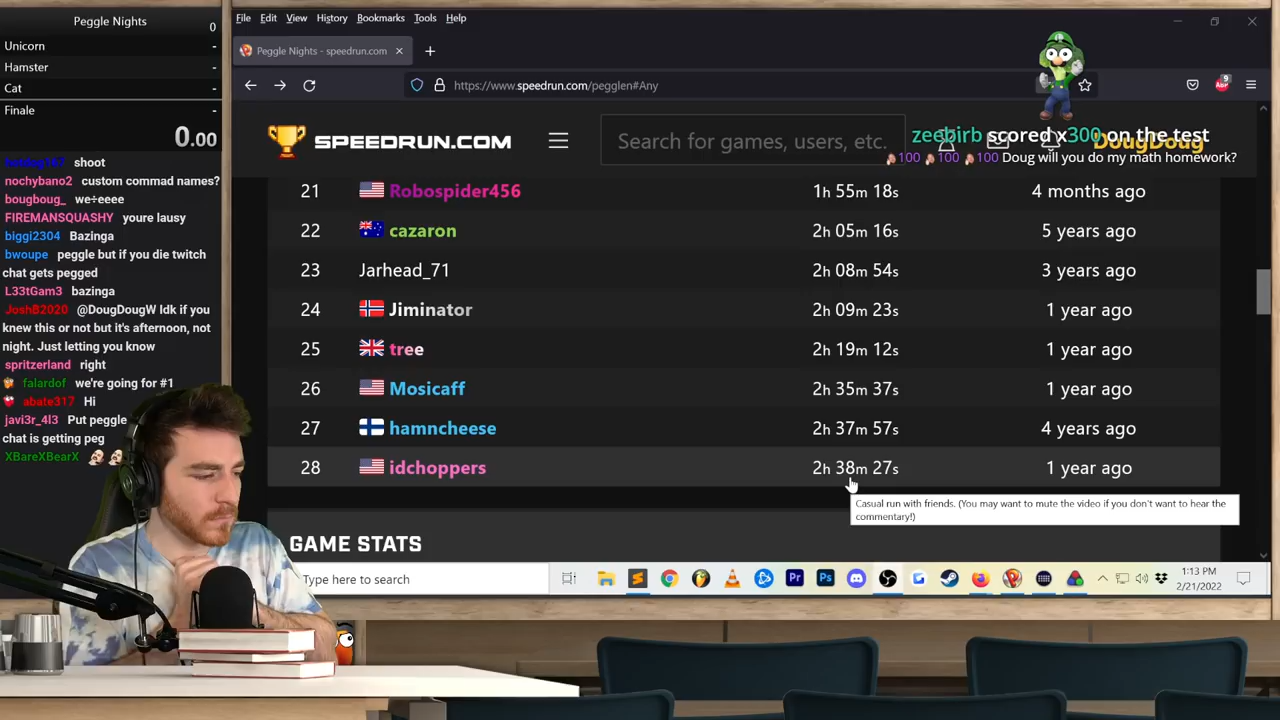 Peggle Nights
0
Unicorn -
Hamster -
Cat -
Finale -
0.00
shoot
nochybano2 custom commad names?
bougboug_ we÷eeee
FIREMANSQUASHY youre lausy
biggi2304 Bazinga
bwoupe peggle but if you die twitch
chat gets pegged
L33tGam3 bazinga
JoshB2020 @DougDougW Idk if you
knew this or not but it's afternoon, not
night. Just letting you know
spritzerland right
falardof we're going for #1
abate317 Hi
javi3r_4l3 Put peggle
chat is getting peg
XBareXBearX
File Edit View History Bookmarks Tools Help
Peggle Nights - speedrun.com
https://www.speedrun.com/pegglen#Any
9
SPEEDRUN.COM
Search for games, users, etc.
DougDoug
zeebirb scored x300 on the test
100 100 100 Doug will you do my math homework?
21 Robospider456 1h 55m 18s 4 months ago
22 cazaron 2h 05m 16s 5 years ago
23 Jarhead_71 2h 08m 54s 3 years ago
24 Jiminator 2h 09m 23s 1 year ago
25 tree 2h 19m 12s 1 year ago
26 Mosicaff 2h 35m 37s 1 year ago
27 hamncheese 2h 37m 57s 4 years ago
28 idchoppers 2h 38m 27s 1 year ago
Casual run with friends. (You may want to mute the video if you don't want to hear the
commentary!)
GAME STATS
Type here to search
Pr
Ps
1:13 PM
2/21/2022